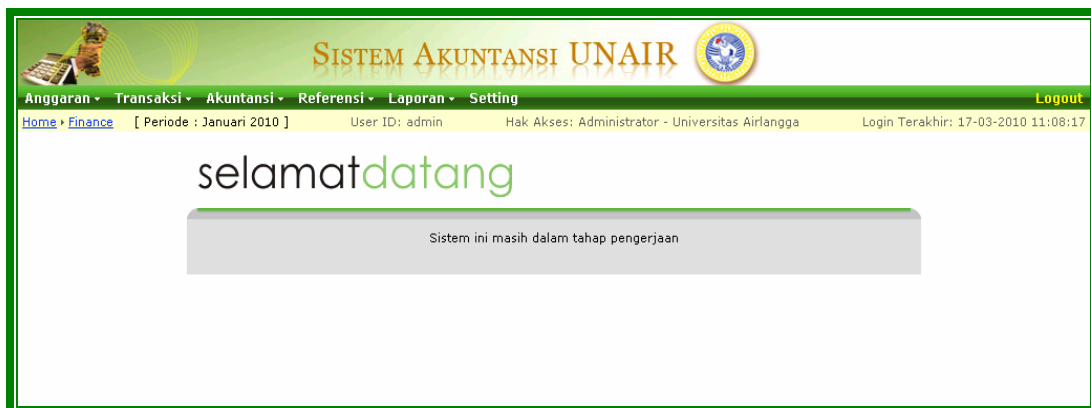 SISTEM AKUNTANSI UNAIR
Anggaran Transaksi Akuntansi Referensi Laporan Setting Logout
Home Finance [ Periode : Januari 2010 ] User ID: admin Hak Akses: Administrator - Universitas Airlangga Login Terakhir: 17-03-2010 11:08:17
selamatdatang
Sistem ini masih dalam tahap pengerjaan